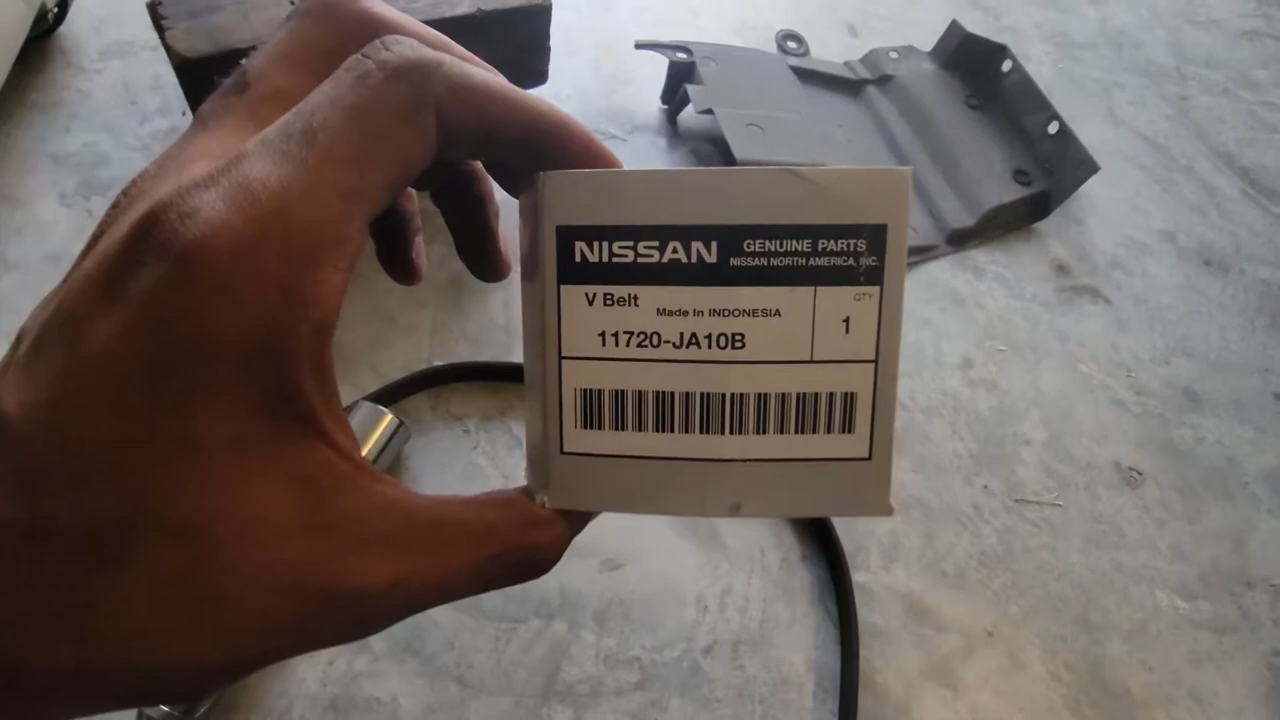 NISSAN
GENUINE PARTS
NISSAN NORTH AMERICA, INC.
V Belt
Made In INDONESIA
QTY
11720-JA10B
1